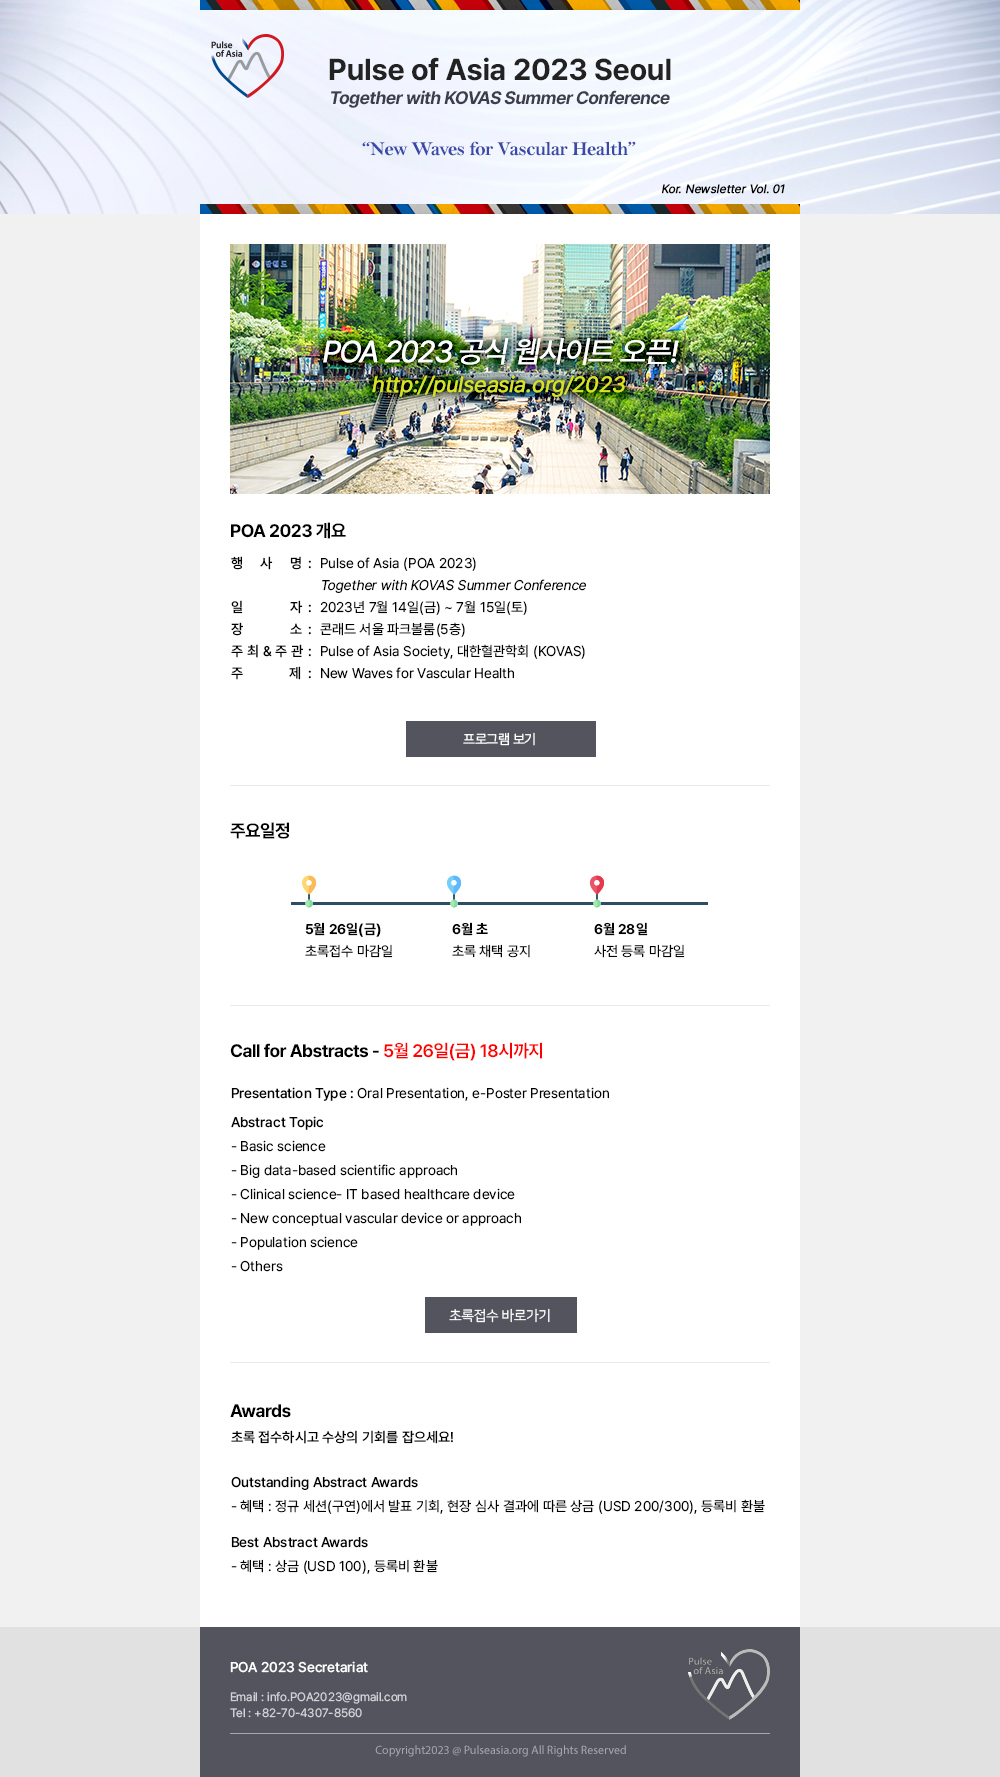 Pulse
of Asia
Pulse of Asia 2023 Seoul
Together with KOVAS Summer Conference
“New Waves for Vascular Health”
Kor. Newsletter Vol. 01
POA 2023 공식 웹사이트 오픈!
http://pulseasia.org/2023
POA 2023 개요
행 사 명 : Pulse of Asia (POA 2023)
Together with KOVAS Summer Conference
일 자 : 2023년 7월 14일(금) ~ 7월 15일(토)
장 소 : 콘래드 서울 파크볼룸(5층)
주 최 & 주 관 : Pulse of Asia Society, 대한혈관학회 (KOVAS)
주 제 : New Waves for Vascular Health
프로그램 보기
주요일정
5월 26일(금) 6월 초 6월 28일
초록접수 마감일 초록 채택 공지 사전 등록 마감일
Call for Abstracts - 5월 26일(금) 18시까지
Presentation Type : Oral Presentation, e-Poster Presentation
Abstract Topic
- Basic science
- Big data-based scientific approach
- Clinical science- IT based healthcare device
- New conceptual vascular device or approach
- Population science
- Others
초록접수 바로가기
Awards
초록 접수하시고 수상의 기회를 잡으세요!
Outstanding Abstract Awards
- 혜택 : 정규 세션(구연)에서 발표 기회, 현장 심사 결과에 따른 상금 (USD 200/300), 등록비 환불
Best Abstract Awards
- 혜택 : 상금 (USD 100), 등록비 환불
POA 2023 Secretariat
Email : info.POA2023@gmail.com
Tel : +82-70-4307-8560
Pulse
of Asia
Copyright2023 @ Pulseasia.org All Rights Reserved